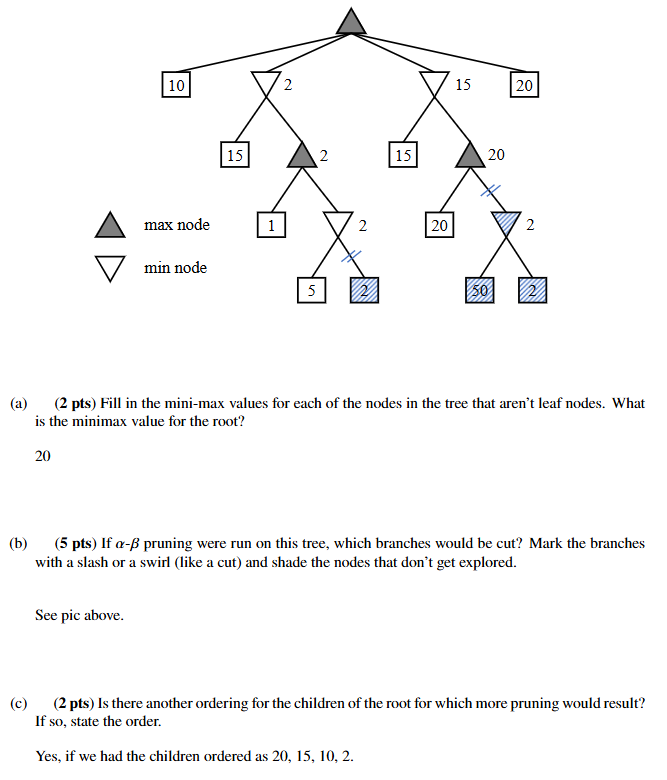 10 2 15 20
15 2 15 20
max node 1 2 20 2
min node
5 2 50 2
(a) (2 pts) Fill in the mini-max values for each of the nodes in the tree that aren't leaf nodes. What
is the minimax value for the root?
20
(b) (5 pts) If α-β pruning were run on this tree, which branches would be cut? Mark the branches
with a slash or a swirl (like a cut) and shade the nodes that don't get explored.
See pic above.
(c) (2 pts) Is there another ordering for the children of the root for which more pruning would result?
If so, state the order.
Yes, if we had the children ordered as 20, 15, 10, 2.